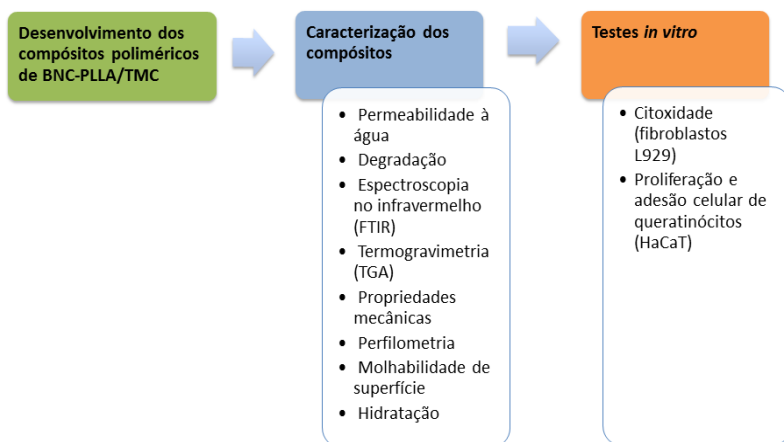 Desenvolvimento dos
compósitos poliméricos
de BNC-PLLA/TMC
Caracterização dos
compósitos
• Permeabilidade à
água
• Degradação
• Espectroscopia
no infravermelho
(FTIR)
• Termogravimetria
(TGA)
• Propriedades
mecânicas
• Perfilometria
• Molhabilidade de
superfície
• Hidratação
Testes in vitro
• Citoxidade
(fibroblastos
L929)
• Proliferação e
adesão celular de
queratinócitos
(HaCaT)